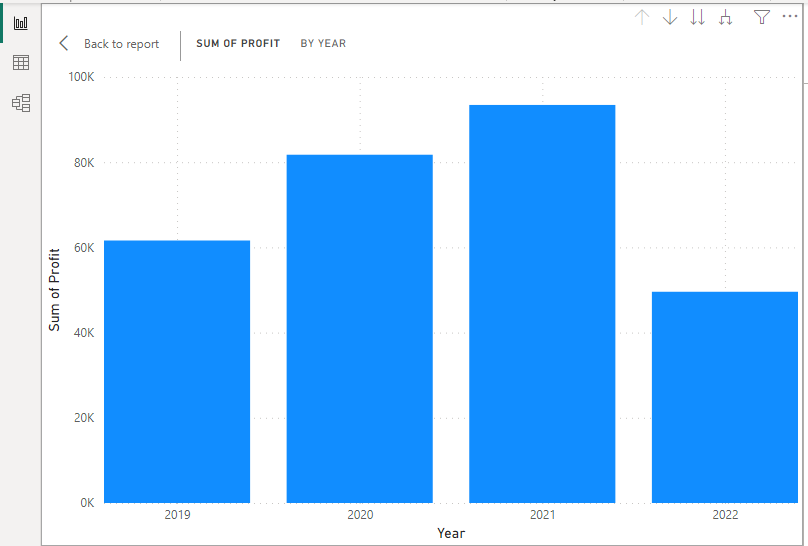 Back to report
SUM OF PROFIT
BY YEAR
100K
80K
60K
40K
20K
0K
Sum of Profit
2019
2020
2021
2022
Year